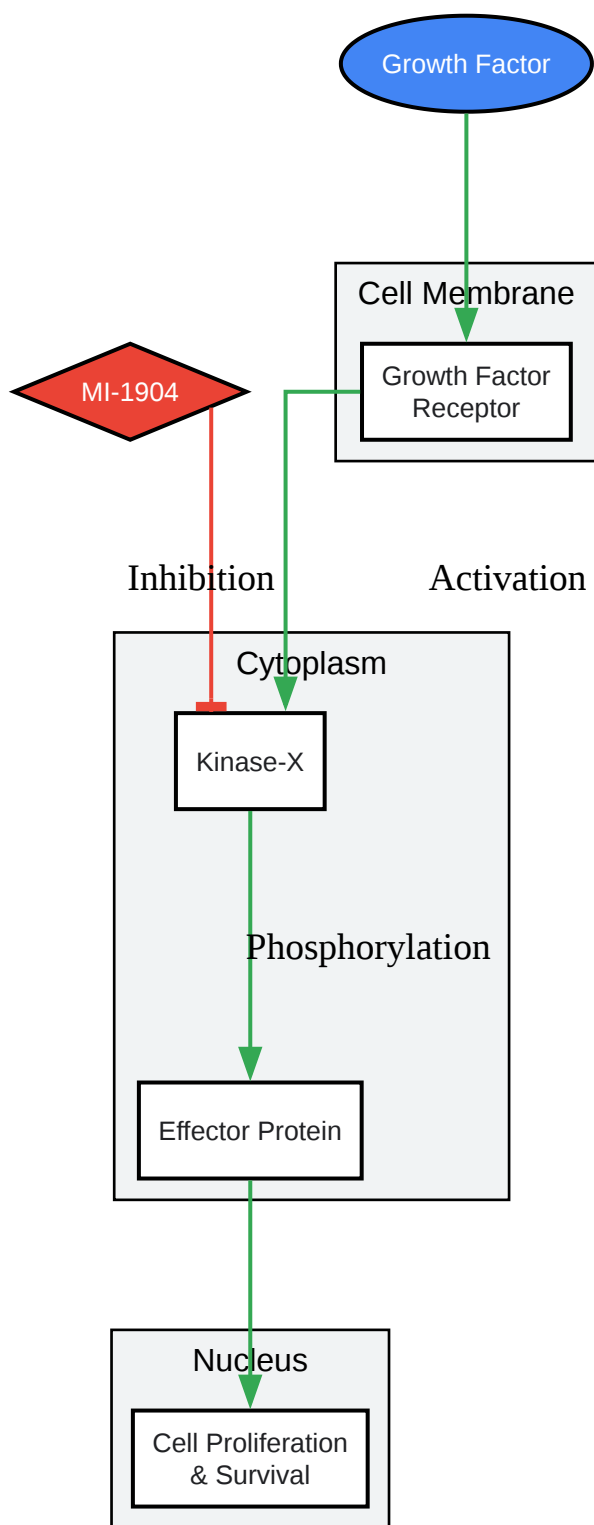 Growth Factor
Cell Membrane
Growth Factor
Receptor
MI-1904
Inhibition
Activation
Cytoplasm
Kinase-X
Phosphorylation
Effector Protein
Nucleus
Cell Proliferation
& Survival